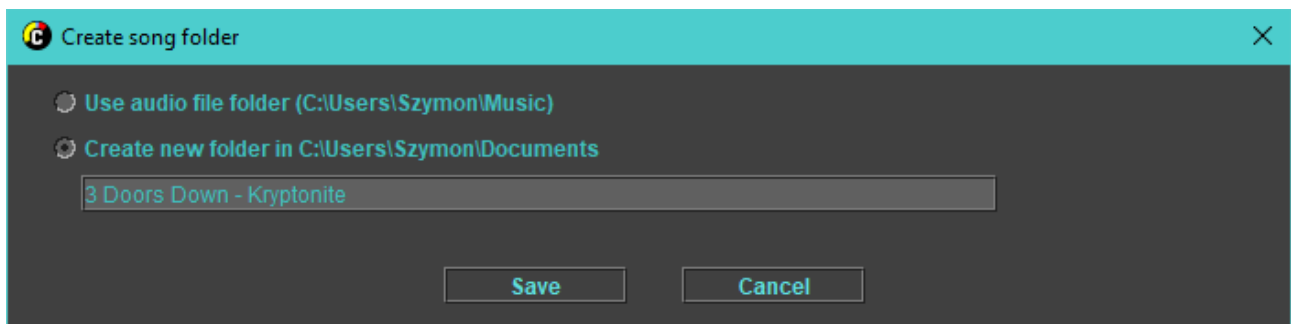 Create song folder
Use audio file folder (C:\Users\Szymon\Music)
Create new folder in C:\Users\Szymon\Documents
3 Doors Down - Kryptonite
Save Cancel